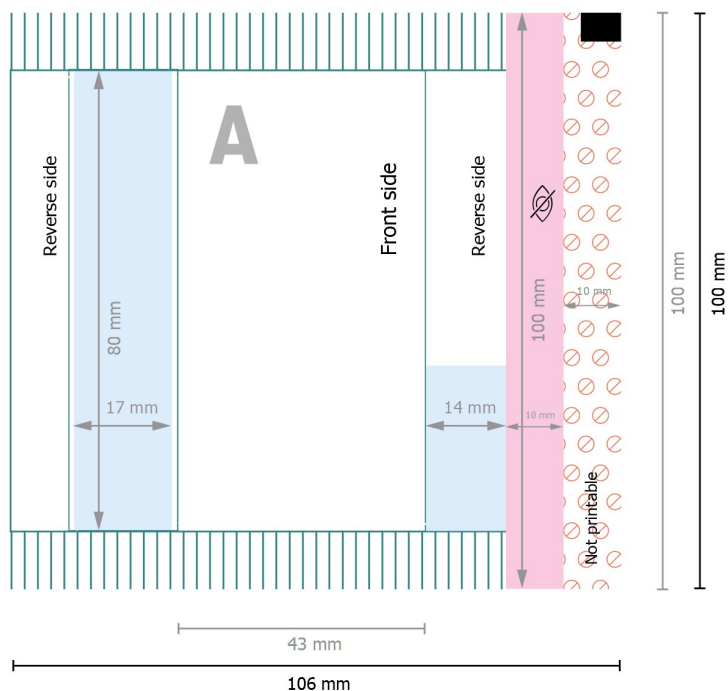 A
Reverse side
Front side
Reverse side
80 mm
100 mm
10 mm
100 mm
100 mm
17 mm
14 mm
10 mm
Not printable
43 mm
106 mm